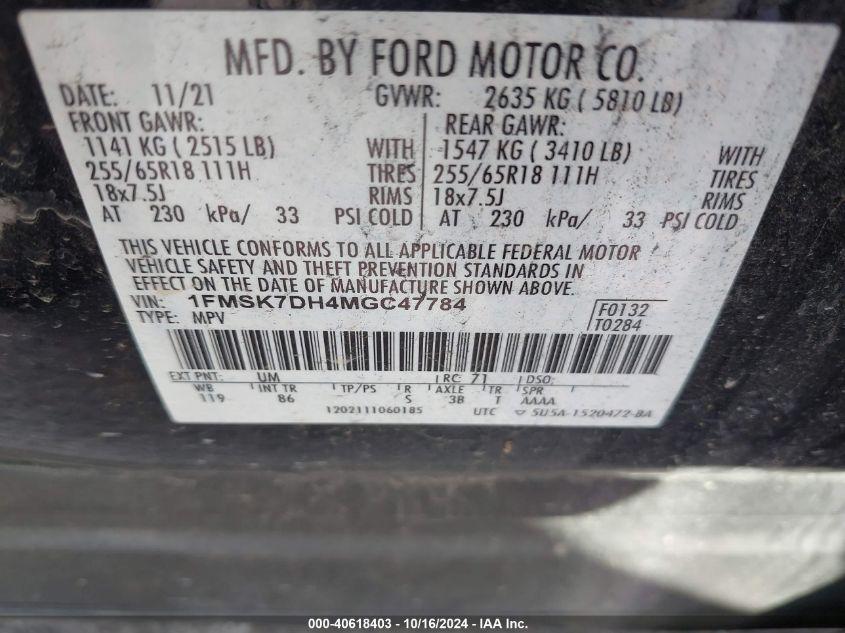 MFD. BY FORD MOTOR CO.
DATE: 11/21 GVWR: 2635 KG ( 5810 LB)
FRONT GAWR: REAR GAWR:
1141 KG ( 2515 LB) WITH 1547 KG ( 3410 LB) WITH
255/65R18 111H TIRES 255/65R18 111H TIRES
18x7.5J RIMS 18x7.5J RIMS
AT 230 kPa/ 33 PSI COLD AT 230 kPa/ 33 PSI COLD
THIS VEHICLE CONFORMS TO ALL APPLICABLE FEDERAL MOTOR
VEHICLE SAFETY AND THEFT PREVENTION STANDARDS IN
EFFECT ON THE DATE OF MANUFACTURE SHOWN ABOVE.
VIN: 1FMSK7DH4MGC47784 F0132
TYPE: MPV T0284
EXT PNT: UM RC: 71 DSO:
WB INT TR TP/PS R AXLE TR SPR
119 86 S 3B T AAAA
1202111060185 UTC ▽ 5U5A-1520472-BA
000-40618403 - 10/16/2024 - IAA Inc.